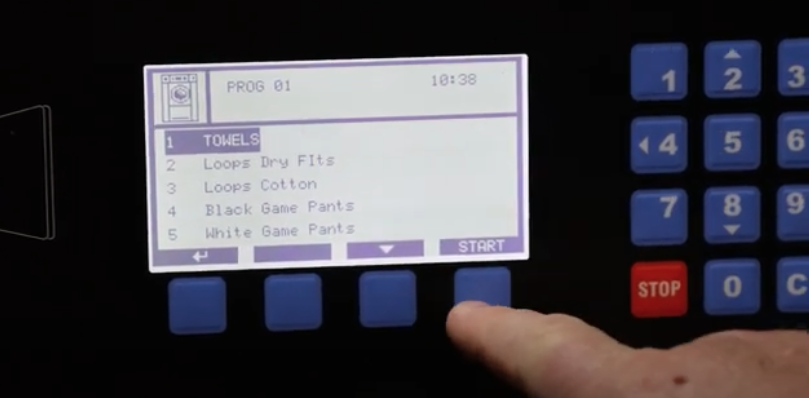 PROG 01 10:38
1 TOWELS
2 Loops Dry FIts
3 Loops Cotton
4 Black Game Pants
5 White Game Pants
START
1 2 3
4 5 6
7 8 9
STOP 0 C